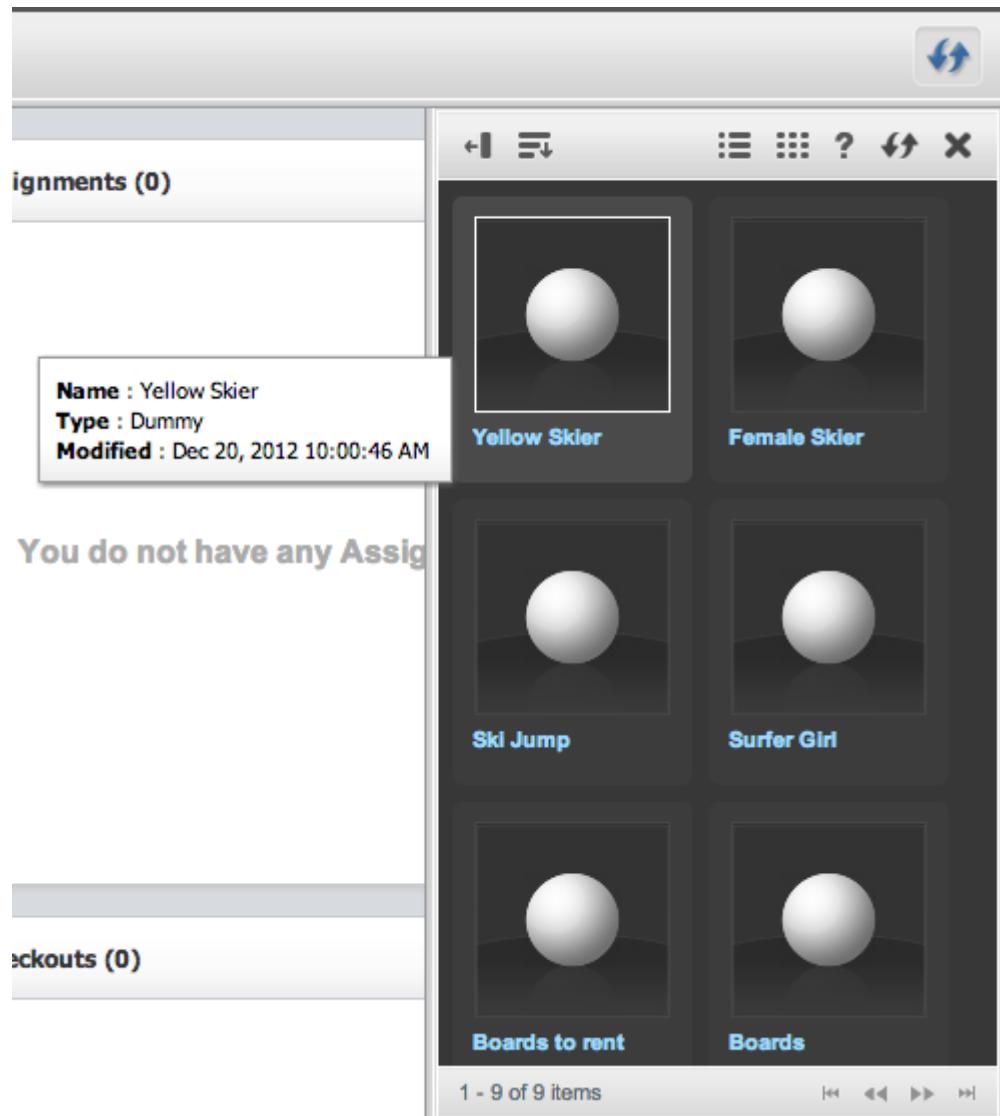 ignments (0)
Name : Yellow Skier
Type : Dummy
Modified : Dec 20, 2012 10:00:46 AM
You do not have any Assig
eckouts (0)
?
Yellow Skier
Female Skier
Ski Jump
Surfer Girl
Boards to rent
Boards
1 - 9 of 9 items